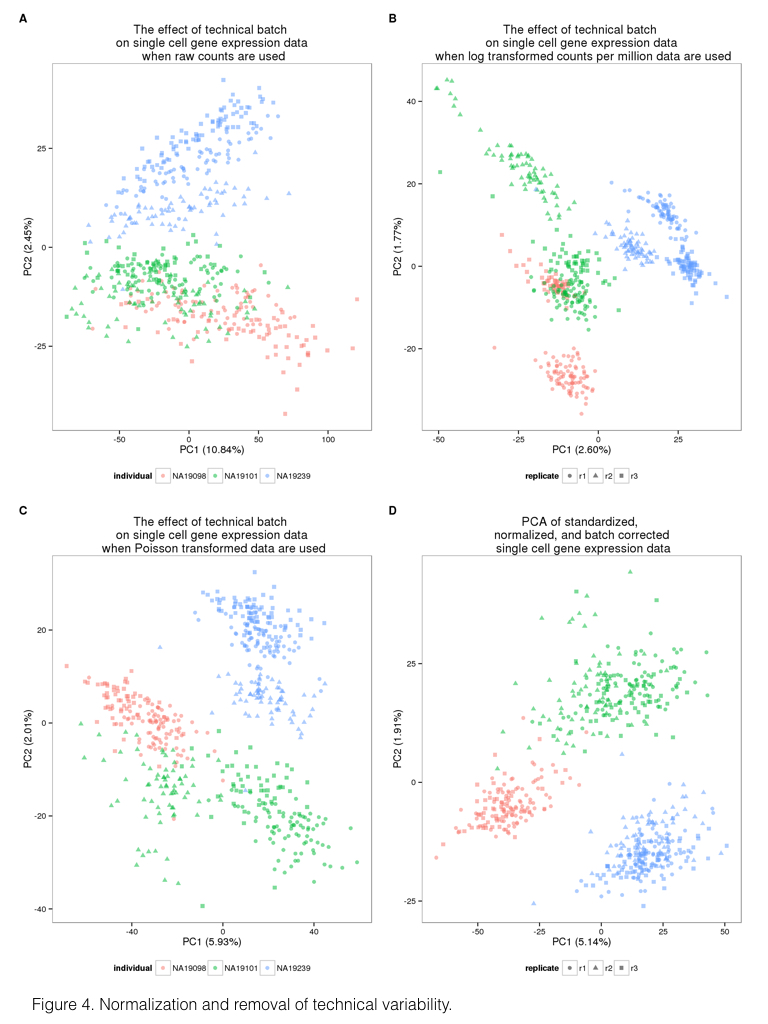 A
The effect of technical batch
on single cell gene expression data
when raw counts are used
25
0
-25
PC2 (2.45%)
-50
0
50
100
PC1 (10.84%)
individual NA19098 NA19101 NA19239
B
The effect of technical batch
on single cell gene expression data
when log transformed counts per million data are used
40
20
0
-20
PC2 (1.77%)
-50
-25
0
25
PC1 (2.60%)
replicate r1 r2 r3
C
The effect of technical batch
on single cell gene expression data
when Poisson transformed data are used
20
0
-20
-40
PC2 (2.01%)
-40
0
40
PC1 (5.93%)
individual NA19098 NA19101 NA19239
D
PCA of standardized,
normalized, and batch corrected
single cell gene expression data
25
0
-25
PC2 (1.91%)
-50
-25
0
25
50
PC1 (5.14%)
replicate r1 r2 r3
Figure 4. Normalization and removal of technical variability.